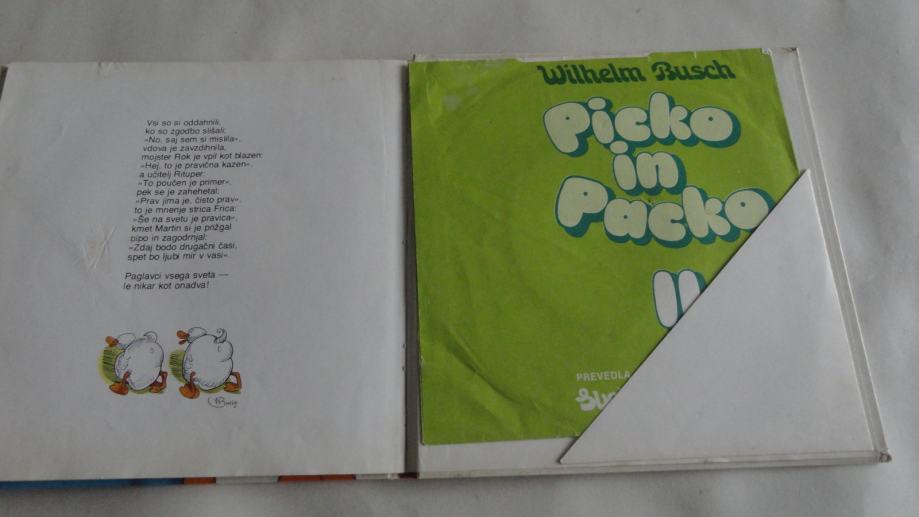 Vsi so si oddahnili,
ko so zgodbo slišali:
»No, saj sem si mislila«,
vdova je zavzdihnila,
mojster Rok je vpil kot blazen:
»Hej, to je pravična kazen«.
a učitelj Rituper:
»To poučen je primer«.
pek se je zahehetal:
»Prav jima je, čisto prav«.
to je mnenje strica Frica:
»Še na svetu je pravica«,
kmet Martin si je prižgal
pipo in zagodrnjal:
»Zdaj bodo drugačni časi,
spet bo ljubi mir v vasi«.
Paglavci vsega sveta —
le nikar kot onadva!
Wilhelm Busch
Picko
in
Packo
II
PREVEDLA